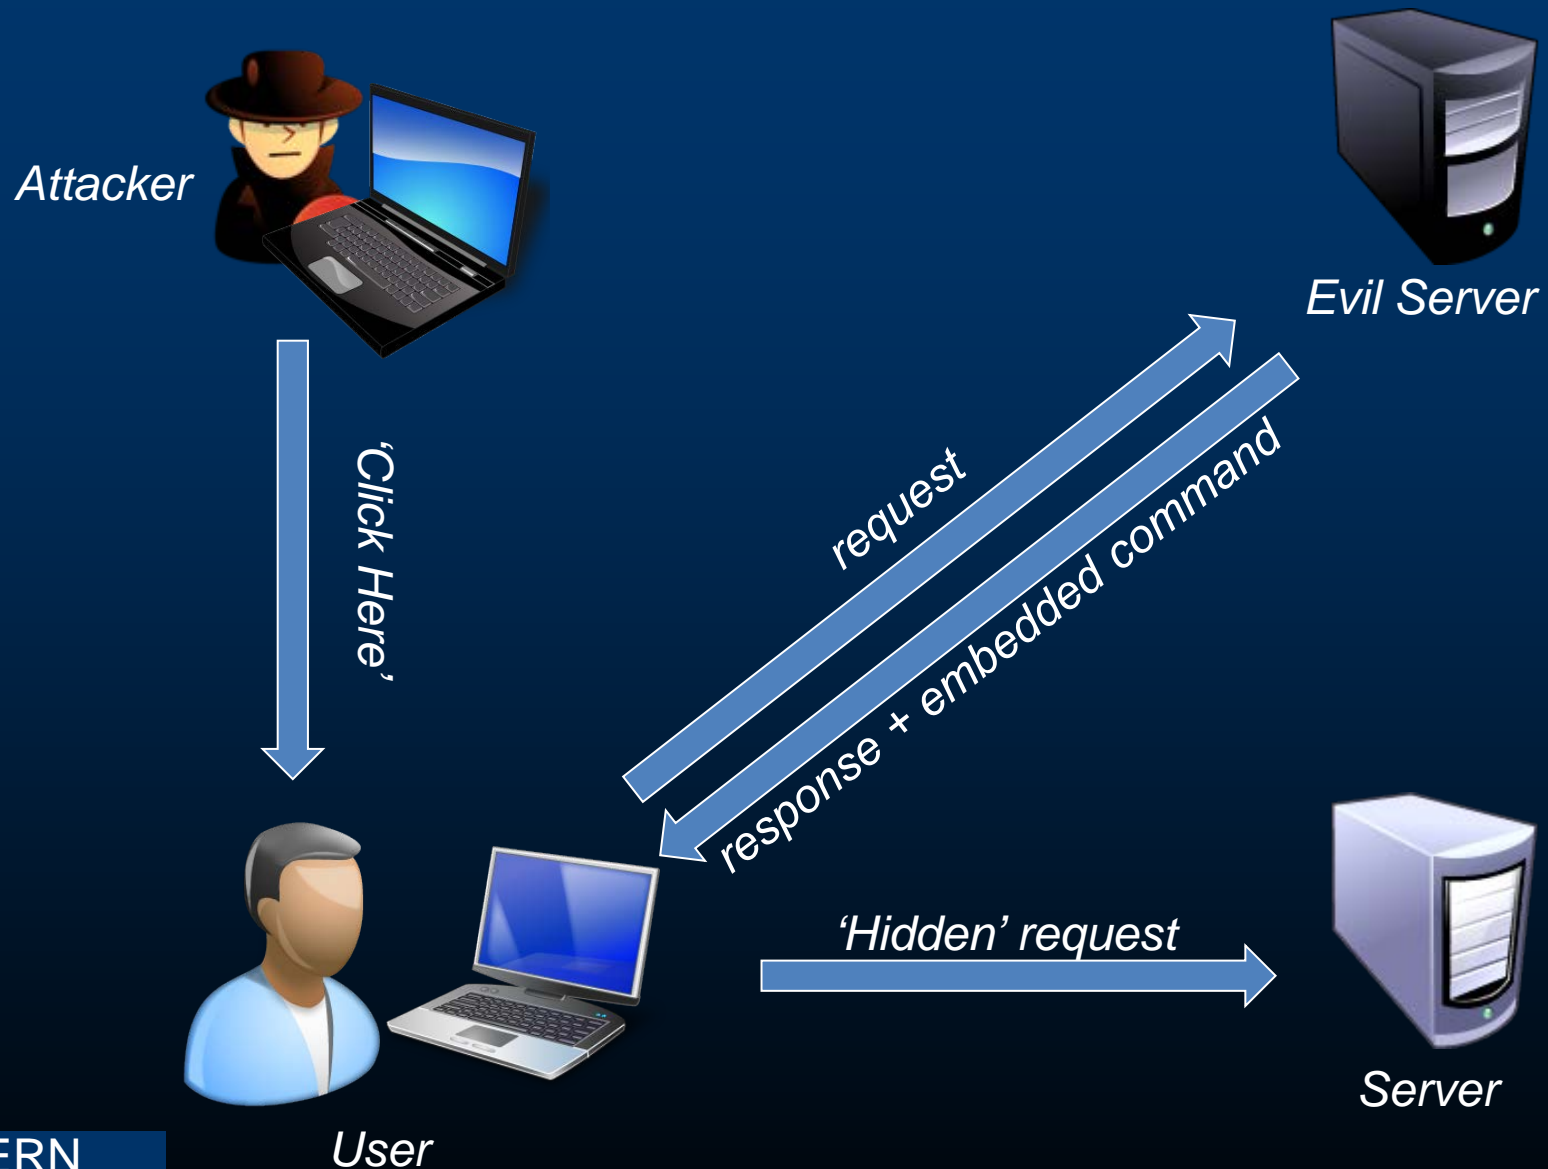 Attacker
Evil Server
‘Click Here’
request
response + embedded command
‘Hidden’ request
Server
User